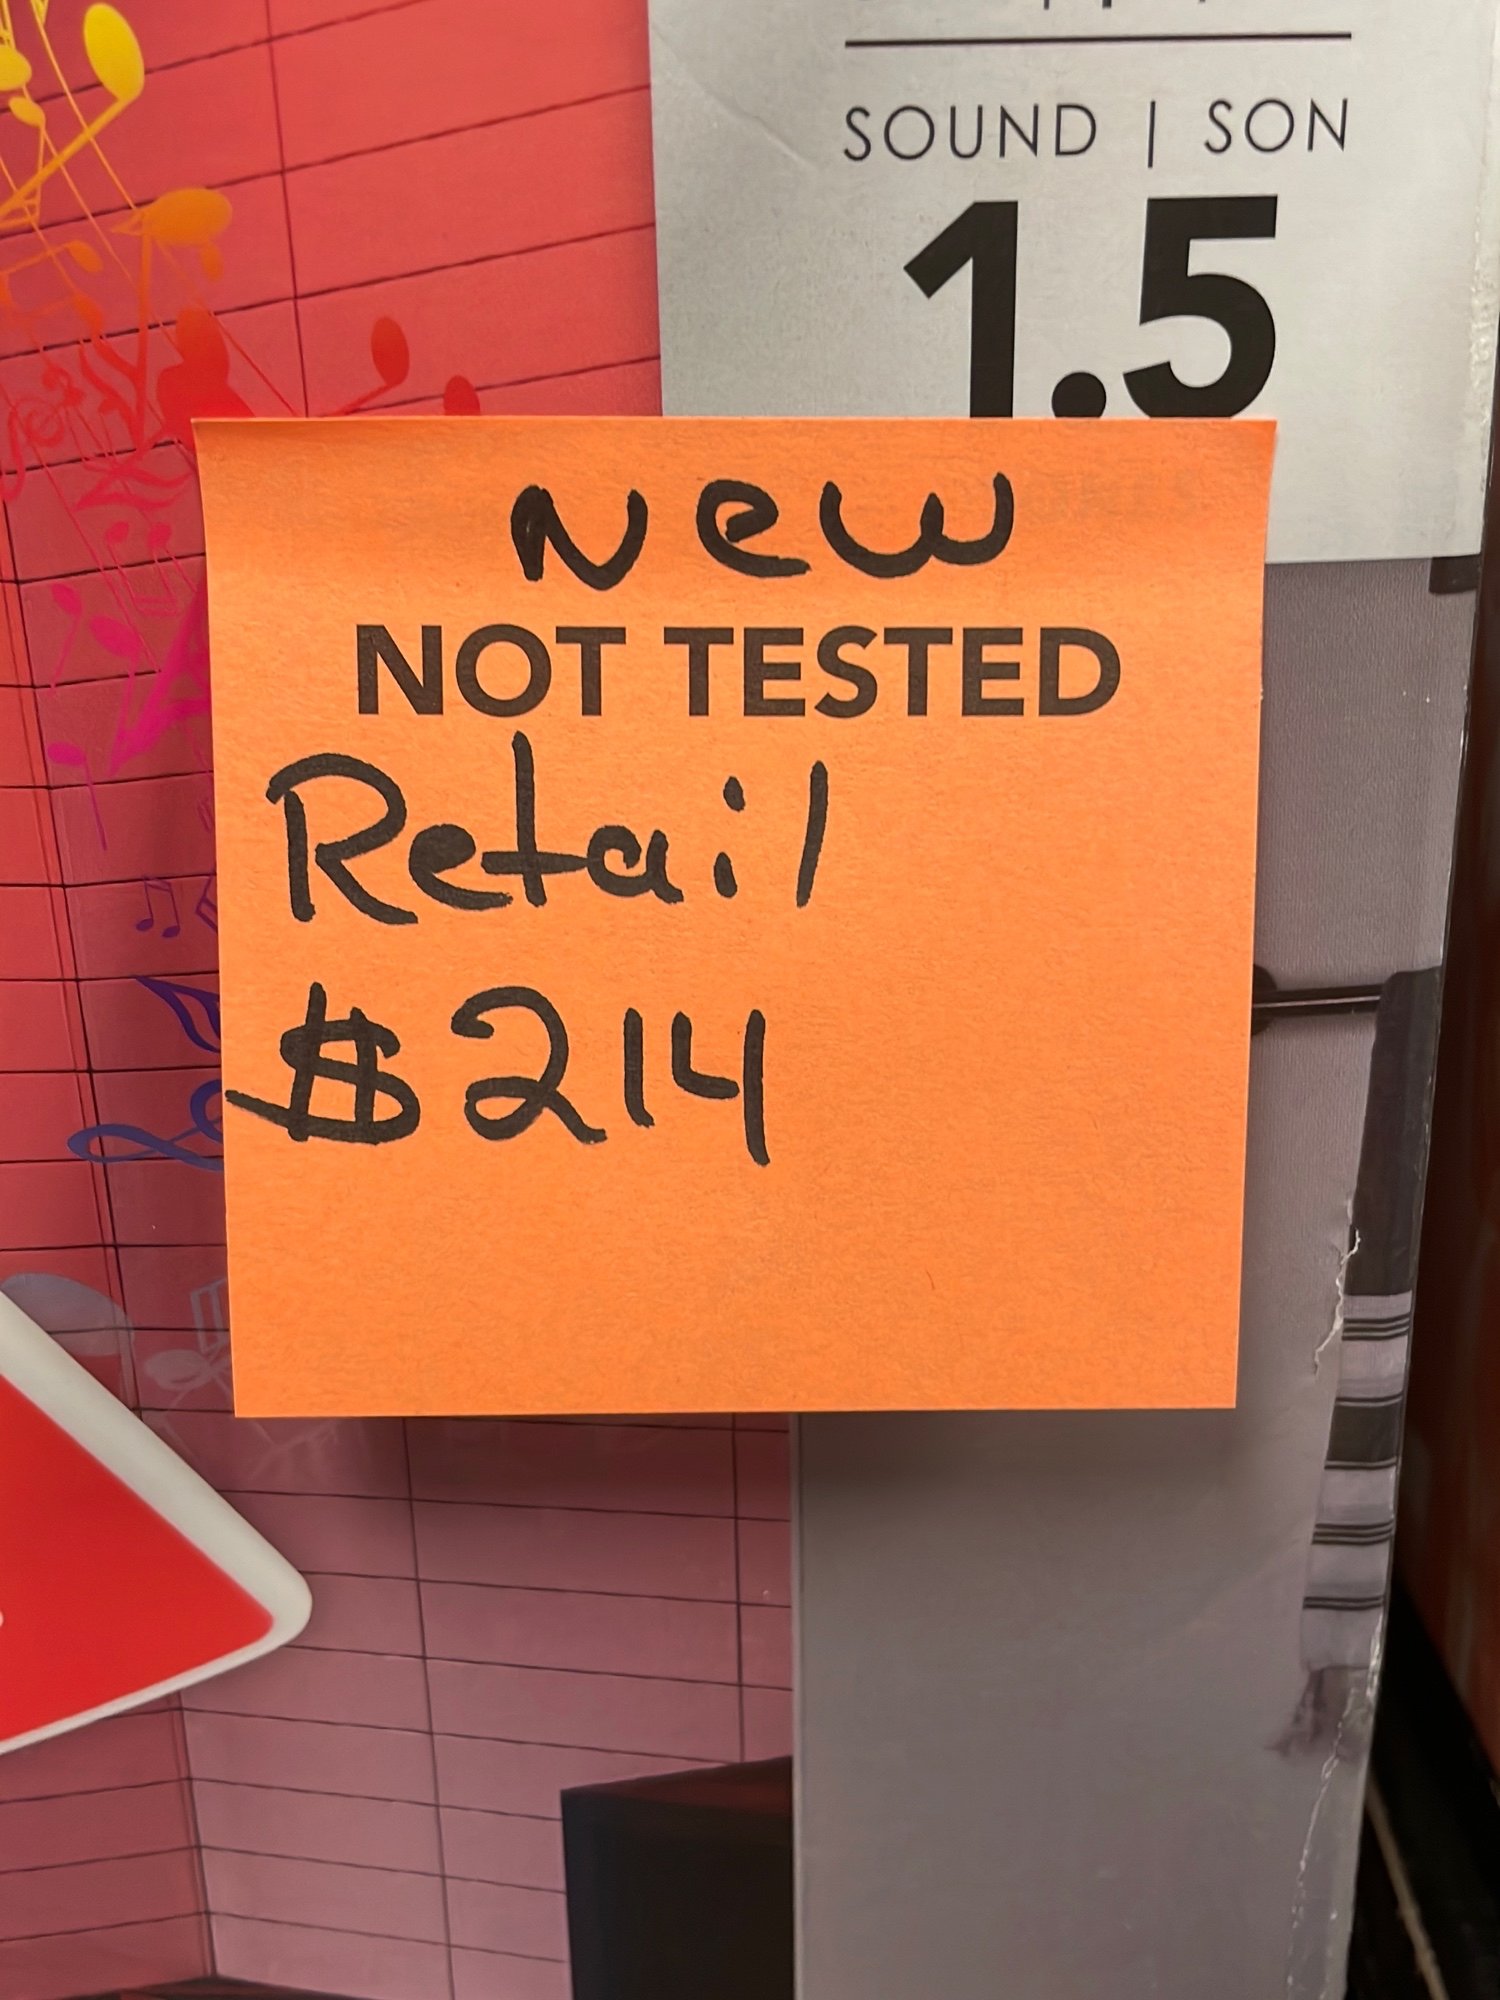 SOUND | SON
1.5
New
NOT TESTED
Retail
$214